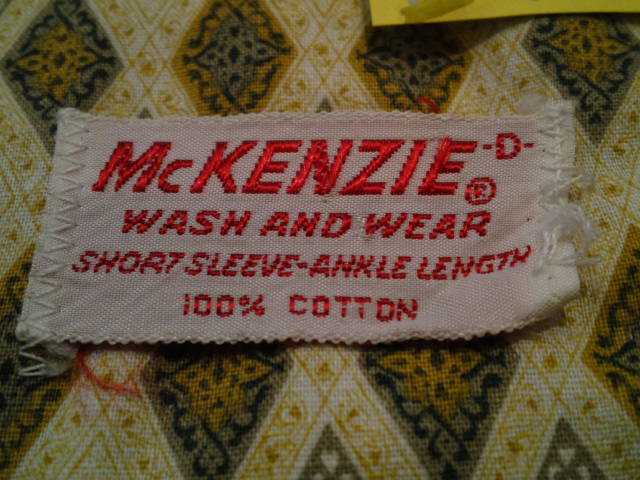 McKENZIE® -D-
WASH AND WEAR
SHORT SLEEVE-ANKLE LENGTH
100% COTTON